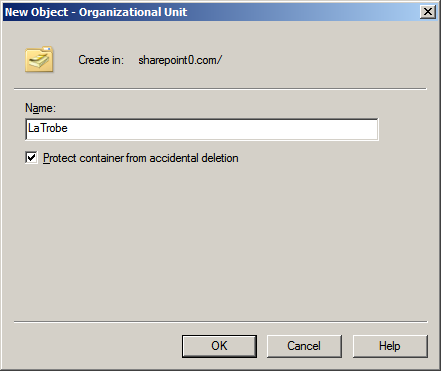 New Object - Organizational Unit
Create in: sharepoint0.com/
Name:
LaTrobe
Protect container from accidental deletion
OK Cancel Help